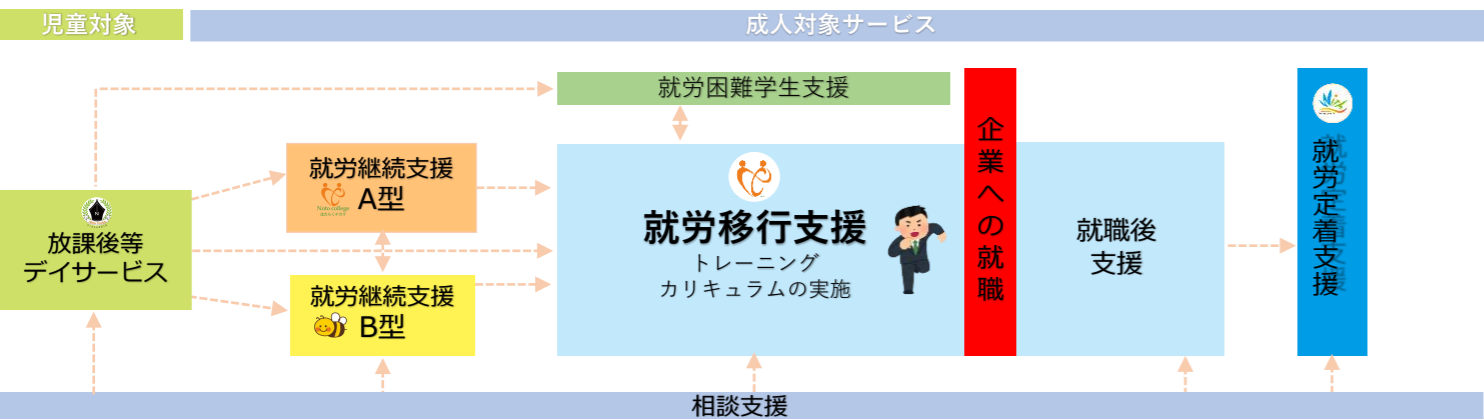 児童対象
成人対象サービス
就労困難学生支援
企業への就職
就労定着支援
就労継続支援
A型
Noto college
就労移行支援
トレーニング
カリキュラムの実施
就職後
支援
N
放課後等
デイサービス
就労継続支援
B型
相談支援